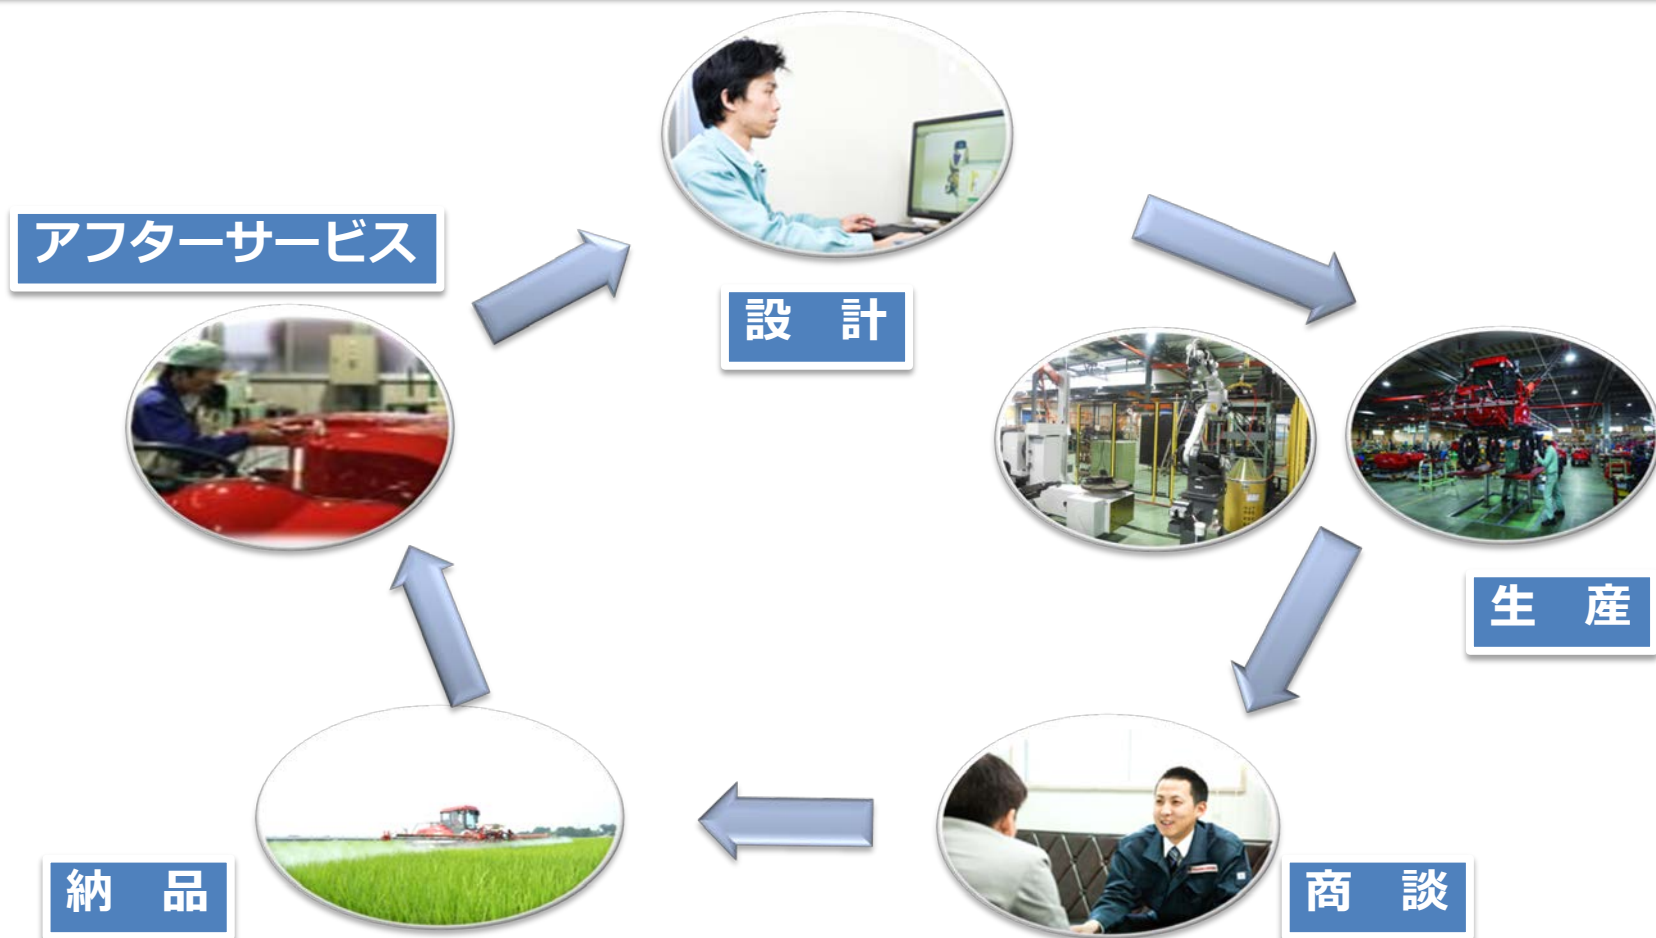 設　計
アフターサービス
生　産
商　談
納　品